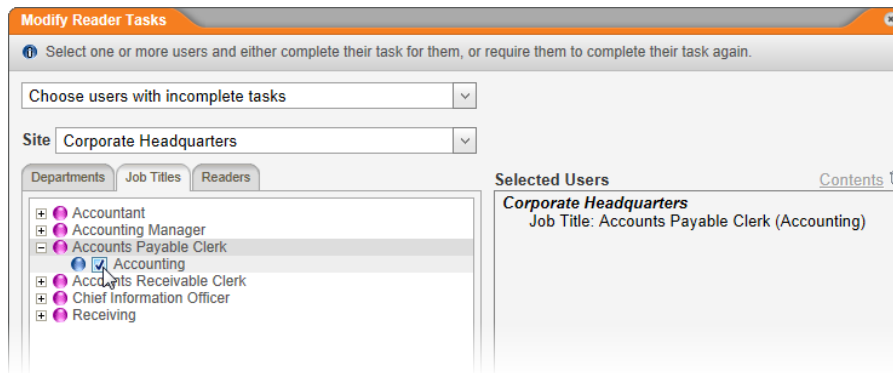 Modify Reader Tasks
Select one or more users and either complete their task for them, or require them to complete their task again.
Choose users with incomplete tasks
Site Corporate Headquarters
Departments Job Titles Readers
Accountant
Accounting Manager
Accounts Payable Clerk
Accounting
Accounts Receivable Clerk
Chief Information Officer
Receiving
Selected Users Contents
Corporate Headquarters
Job Title: Accounts Payable Clerk (Accounting)